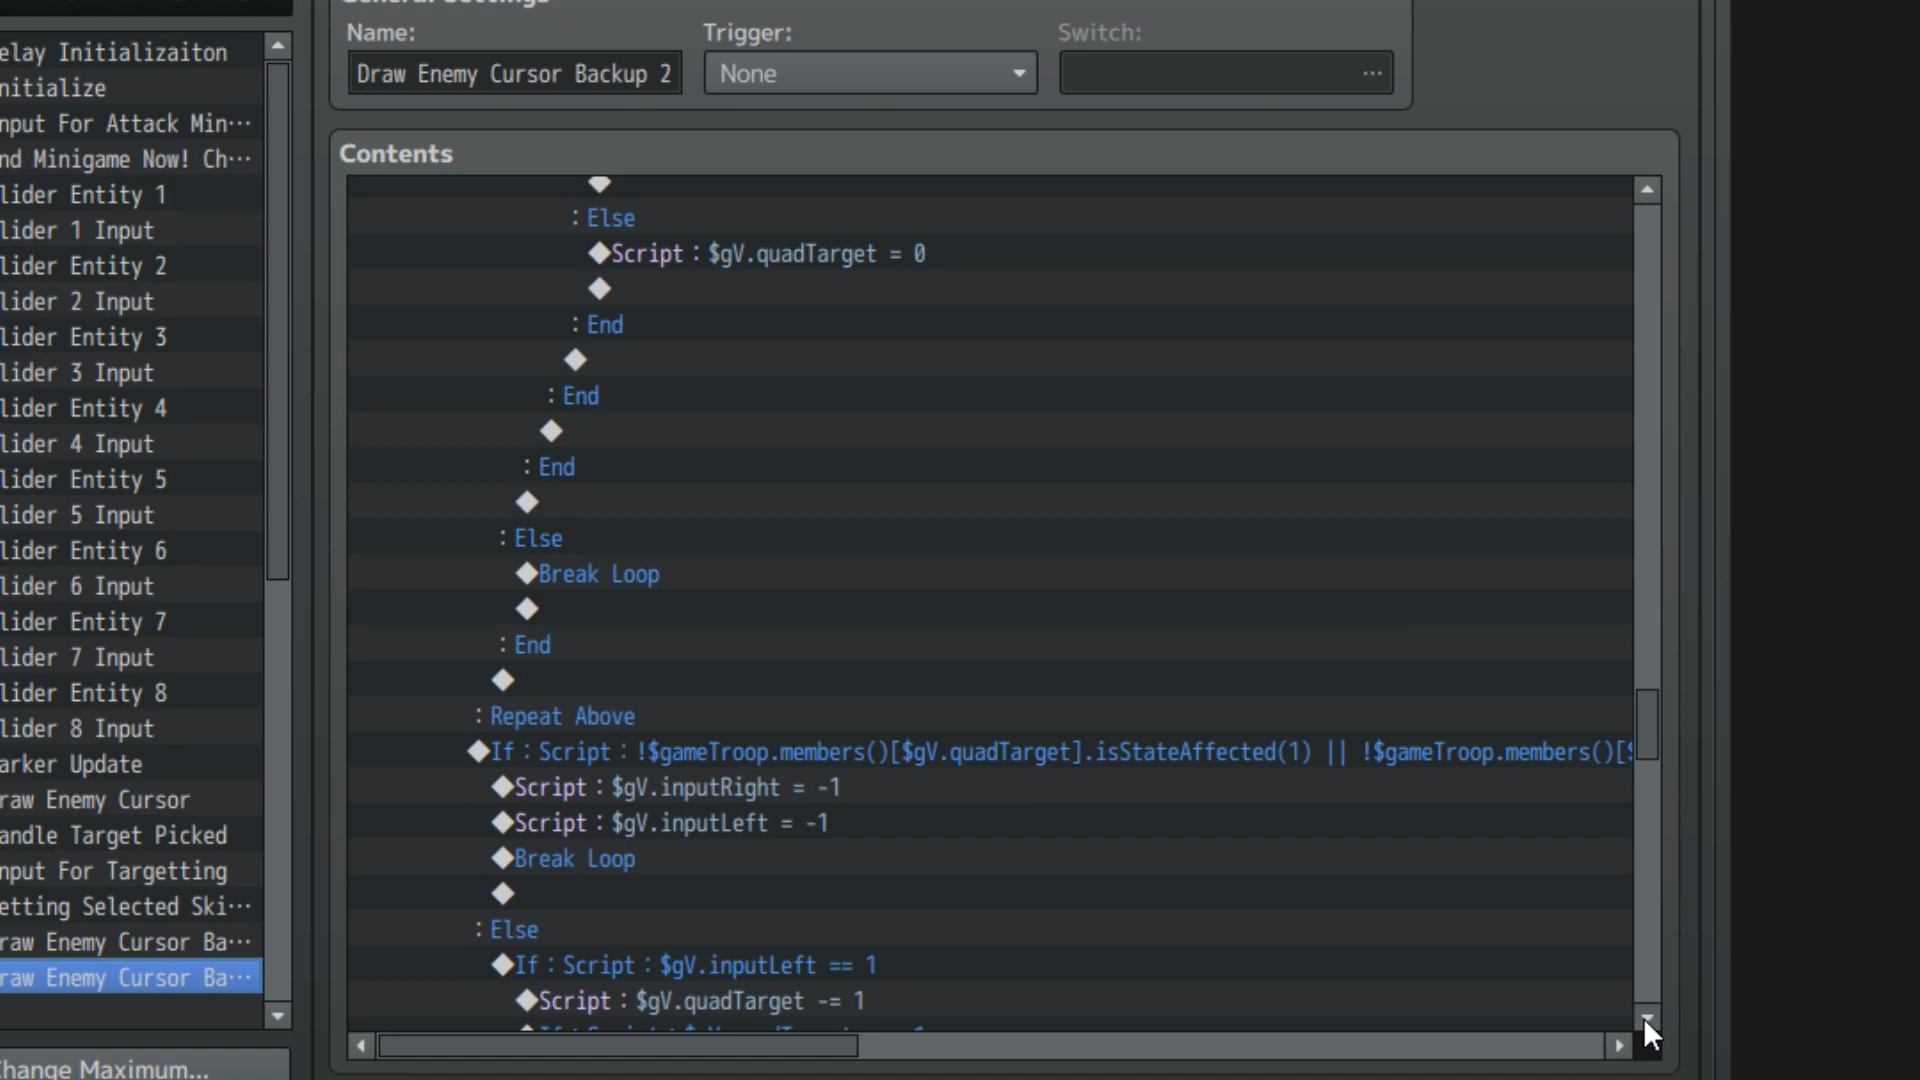 General Settings
Name:
Trigger:
Switch:
Draw Enemy Cursor Backup 2
None
...
Contents
elay Initializaiton
nitialize
nput For Attack Min...
nd Minigame Now! Ch...
lider Entity 1
lider 1 Input
lider Entity 2
lider 2 Input
lider Entity 3
lider 3 Input
lider Entity 4
lider 4 Input
lider Entity 5
lider 5 Input
lider Entity 6
lider 6 Input
lider Entity 7
lider 7 Input
lider Entity 8
lider 8 Input
arker Update
raw Enemy Cursor
andle Target Picked
nput For Targetting
etting Selected Ski...
raw Enemy Cursor Ba...
raw Enemy Cursor Ba...
Change Maximum...
◆
: Else
◆Script : $gV.quadTarget = 0
◆
: End
◆
: End
◆
: End
◆
: Else
◆Break Loop
◆
: End
◆
: Repeat Above
◆If : Script : !$gameTroop.members()[$gV.quadTarget].isStateAffected(1) || !$gameTroop.members()[$
◆Script : $gV.inputRight = -1
◆Script : $gV.inputLeft = -1
◆Break Loop
◆
: Else
◆If : Script : $gV.inputLeft == 1
◆Script : $gV.quadTarget -= 1